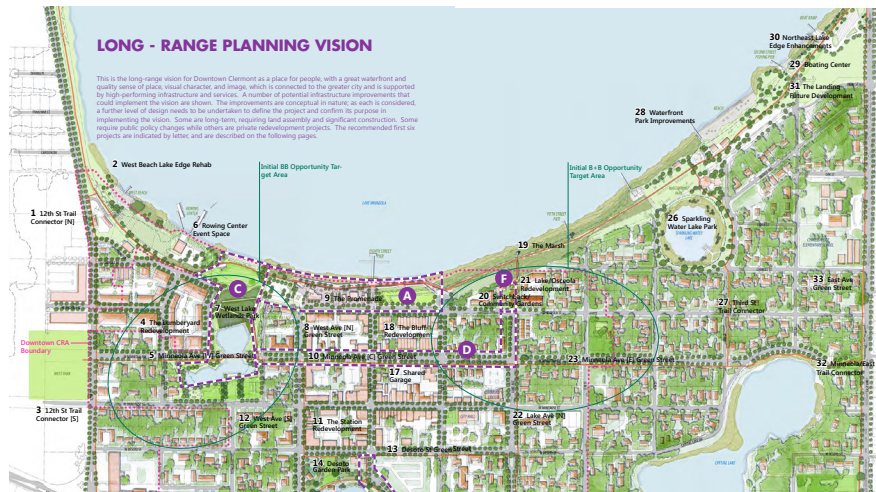 LONG - RANGE PLANNING VISION
This is the long-range vision for Downtown Clermont as a place for people, with a great waterfront and
quality sense of place, visual character, and image, which is connected to the greater city and is supported
by high-performing infrastructure and services. A number of potential infrastructure improvements that
could implement the vision are shown. The improvements are conceptual in nature; as each is considered,
a further level of design needs to be undertaken to define the project and confirm its purpose in
implementing the vision. Some are long-term, requiring land assembly and significant construction. Some
require public policy changes while others are private redevelopment projects. The recommended first six
projects are indicated by letter, and are described on the following pages.
30 Northeast Lake
Edge Enhancements
29 Boating Center
31 The Landing
Future Development
28 Waterfront
Park Improvements
2 West Beach Lake Edge Rehab
Initial BB Opportunity Tar-
get Area
Initial B+B Opportunity
Target Area
WEST BEACH
LAKE MINNEOLA
1 12th St Trail
Connector [N]
6 Rowing Center
Event Space
26 Sparkling
Water Lake Park
19 The Marsh
C
A
F
9 The Promenade
20
21 Lake/Osceola
Redevelopment
33 East Ave
Green Street
7 West Lake
Wetlands Park
27 Third St
Trail Connector
4 The Lumberyard
Redevelopment
8 West Ave [N]
Green Street
18 The Bluff
Redevelopment
Downtown CRA
Boundary
5 Minneola Ave [W] Green Street
10 Minneola Ave [C] Green Street
D
23 Minneola Ave [E] Green Street
32 Minneola/East
Trail Connector
WEST PARK
17 Shared
Garage
3 12th St Trail
Connector [S]
12 West Ave [S]
Green Street
11 The Station
Redevelopment
22 Lake Ave [N]
Green Street
13 Desoto St Green Street
14 Desoto
Garden Park